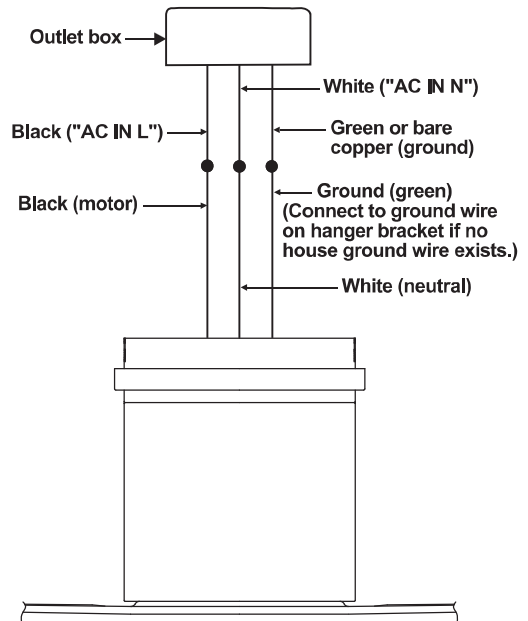 Outlet box
White ("AC IN N")
Black ("AC IN L")
Green or bare
copper (ground)
Black (motor)
Ground (green)
(Connect to ground wire
on hanger bracket if no
house ground wire exists.)
White (neutral)